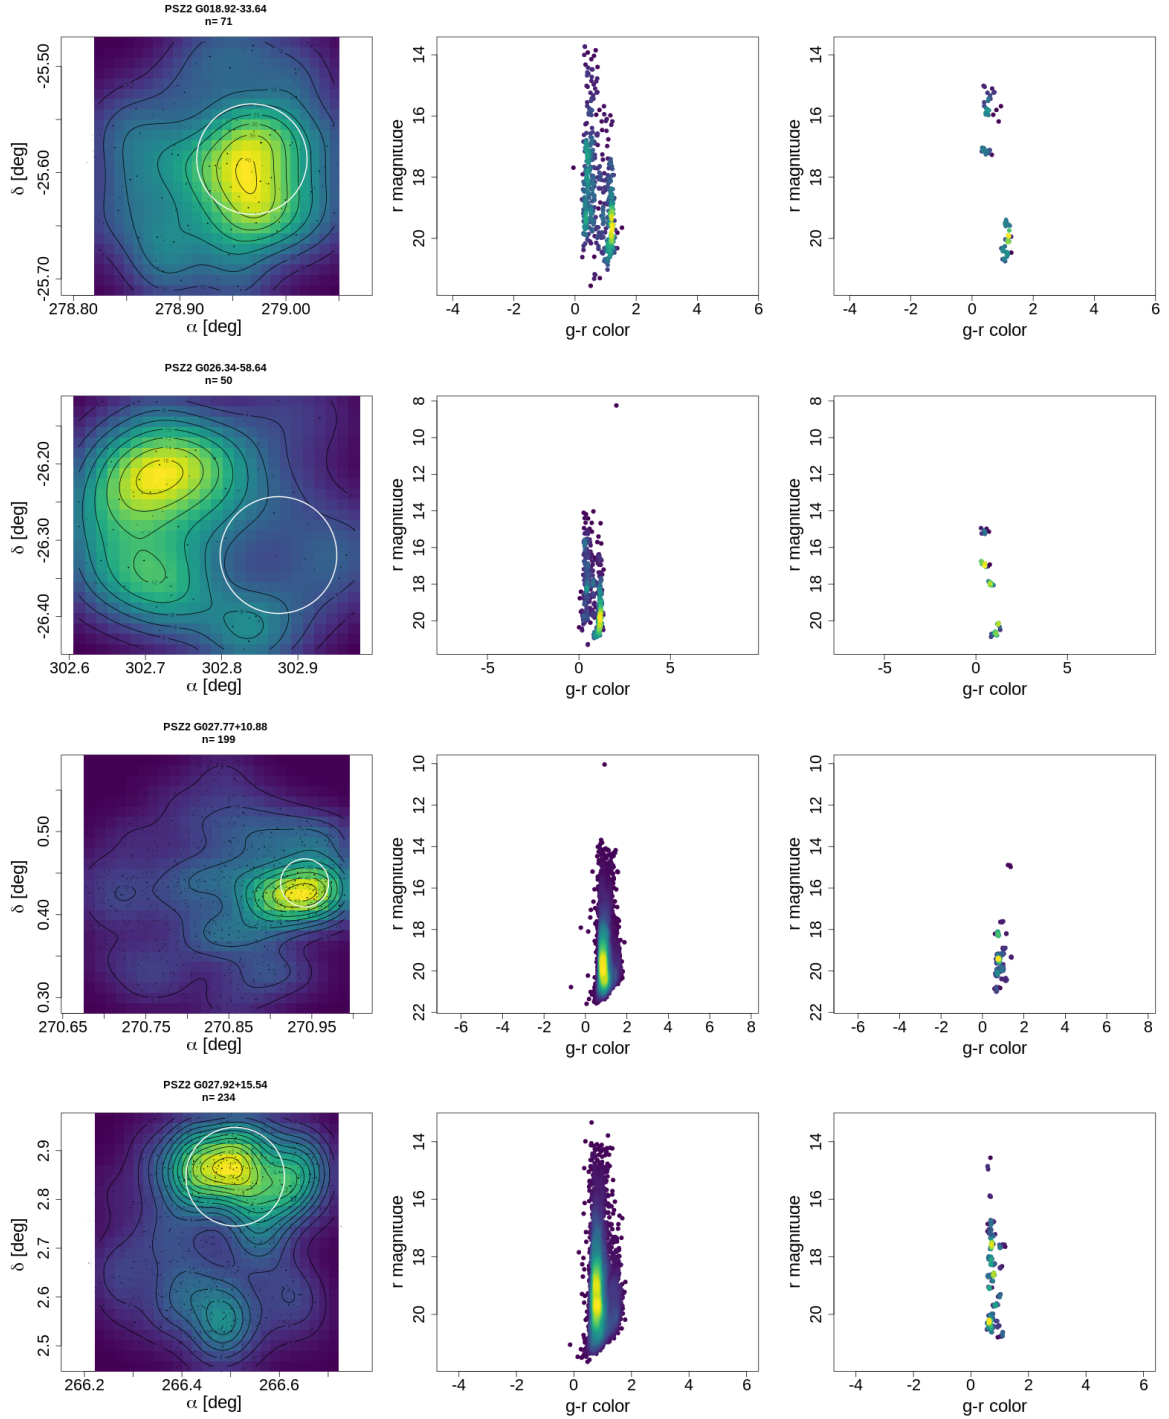 PSZ2 G018.92-33.64
n= 71
δ [deg]
-25.50
-25.60
-25.70
278.80 278.90 279.00
α [deg]
r magnitude
14
16
18
20
-4 -2 0 2 4 6
g-r color
r magnitude
14
16
18
20
-4 -2 0 2 4 6
g-r color
PSZ2 G026.34-58.64
n= 50
δ [deg]
-26.20
-26.30
-26.40
302.6 302.7 302.8 302.9
α [deg]
r magnitude
8
10
12
14
16
18
20
-5 0 5
g-r color
r magnitude
8
10
12
14
16
18
20
-5 0 5
g-r color
PSZ2 G027.77+10.88
n= 199
δ [deg]
0.50
0.40
0.30
270.65 270.75 270.85 270.95
α [deg]
r magnitude
10
12
14
16
18
20
22
-6 -4 -2 0 2 4 6 8
g-r color
r magnitude
10
12
14
16
18
20
22
-6 -4 -2 0 2 4 6 8
g-r color
PSZ2 G027.92+15.54
n= 234
δ [deg]
2.9
2.8
2.7
2.6
2.5
266.2 266.4 266.6
α [deg]
r magnitude
14
16
18
20
-4 -2 0 2 4 6
g-r color
r magnitude
14
16
18
20
-4 -2 0 2 4 6
g-r color